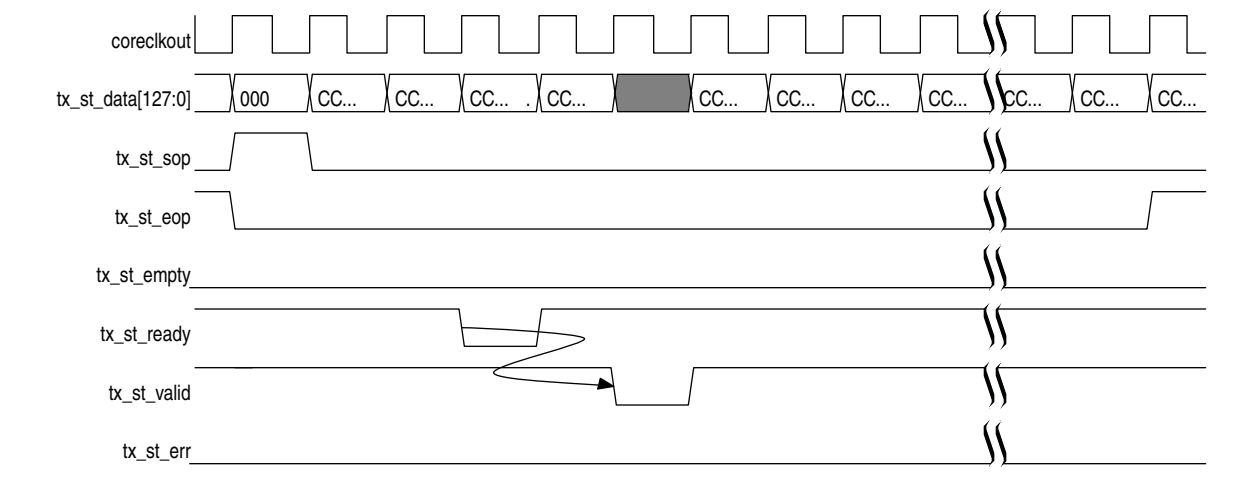 coreclkout
tx_st_data[127:0] 000 CC... CC... CC... . CC... CC... CC... CC... CC... CC... CC... CC...
tx_st_sop
tx_st_eop
tx_st_empty
tx_st_ready
tx_st_valid
tx_st_err